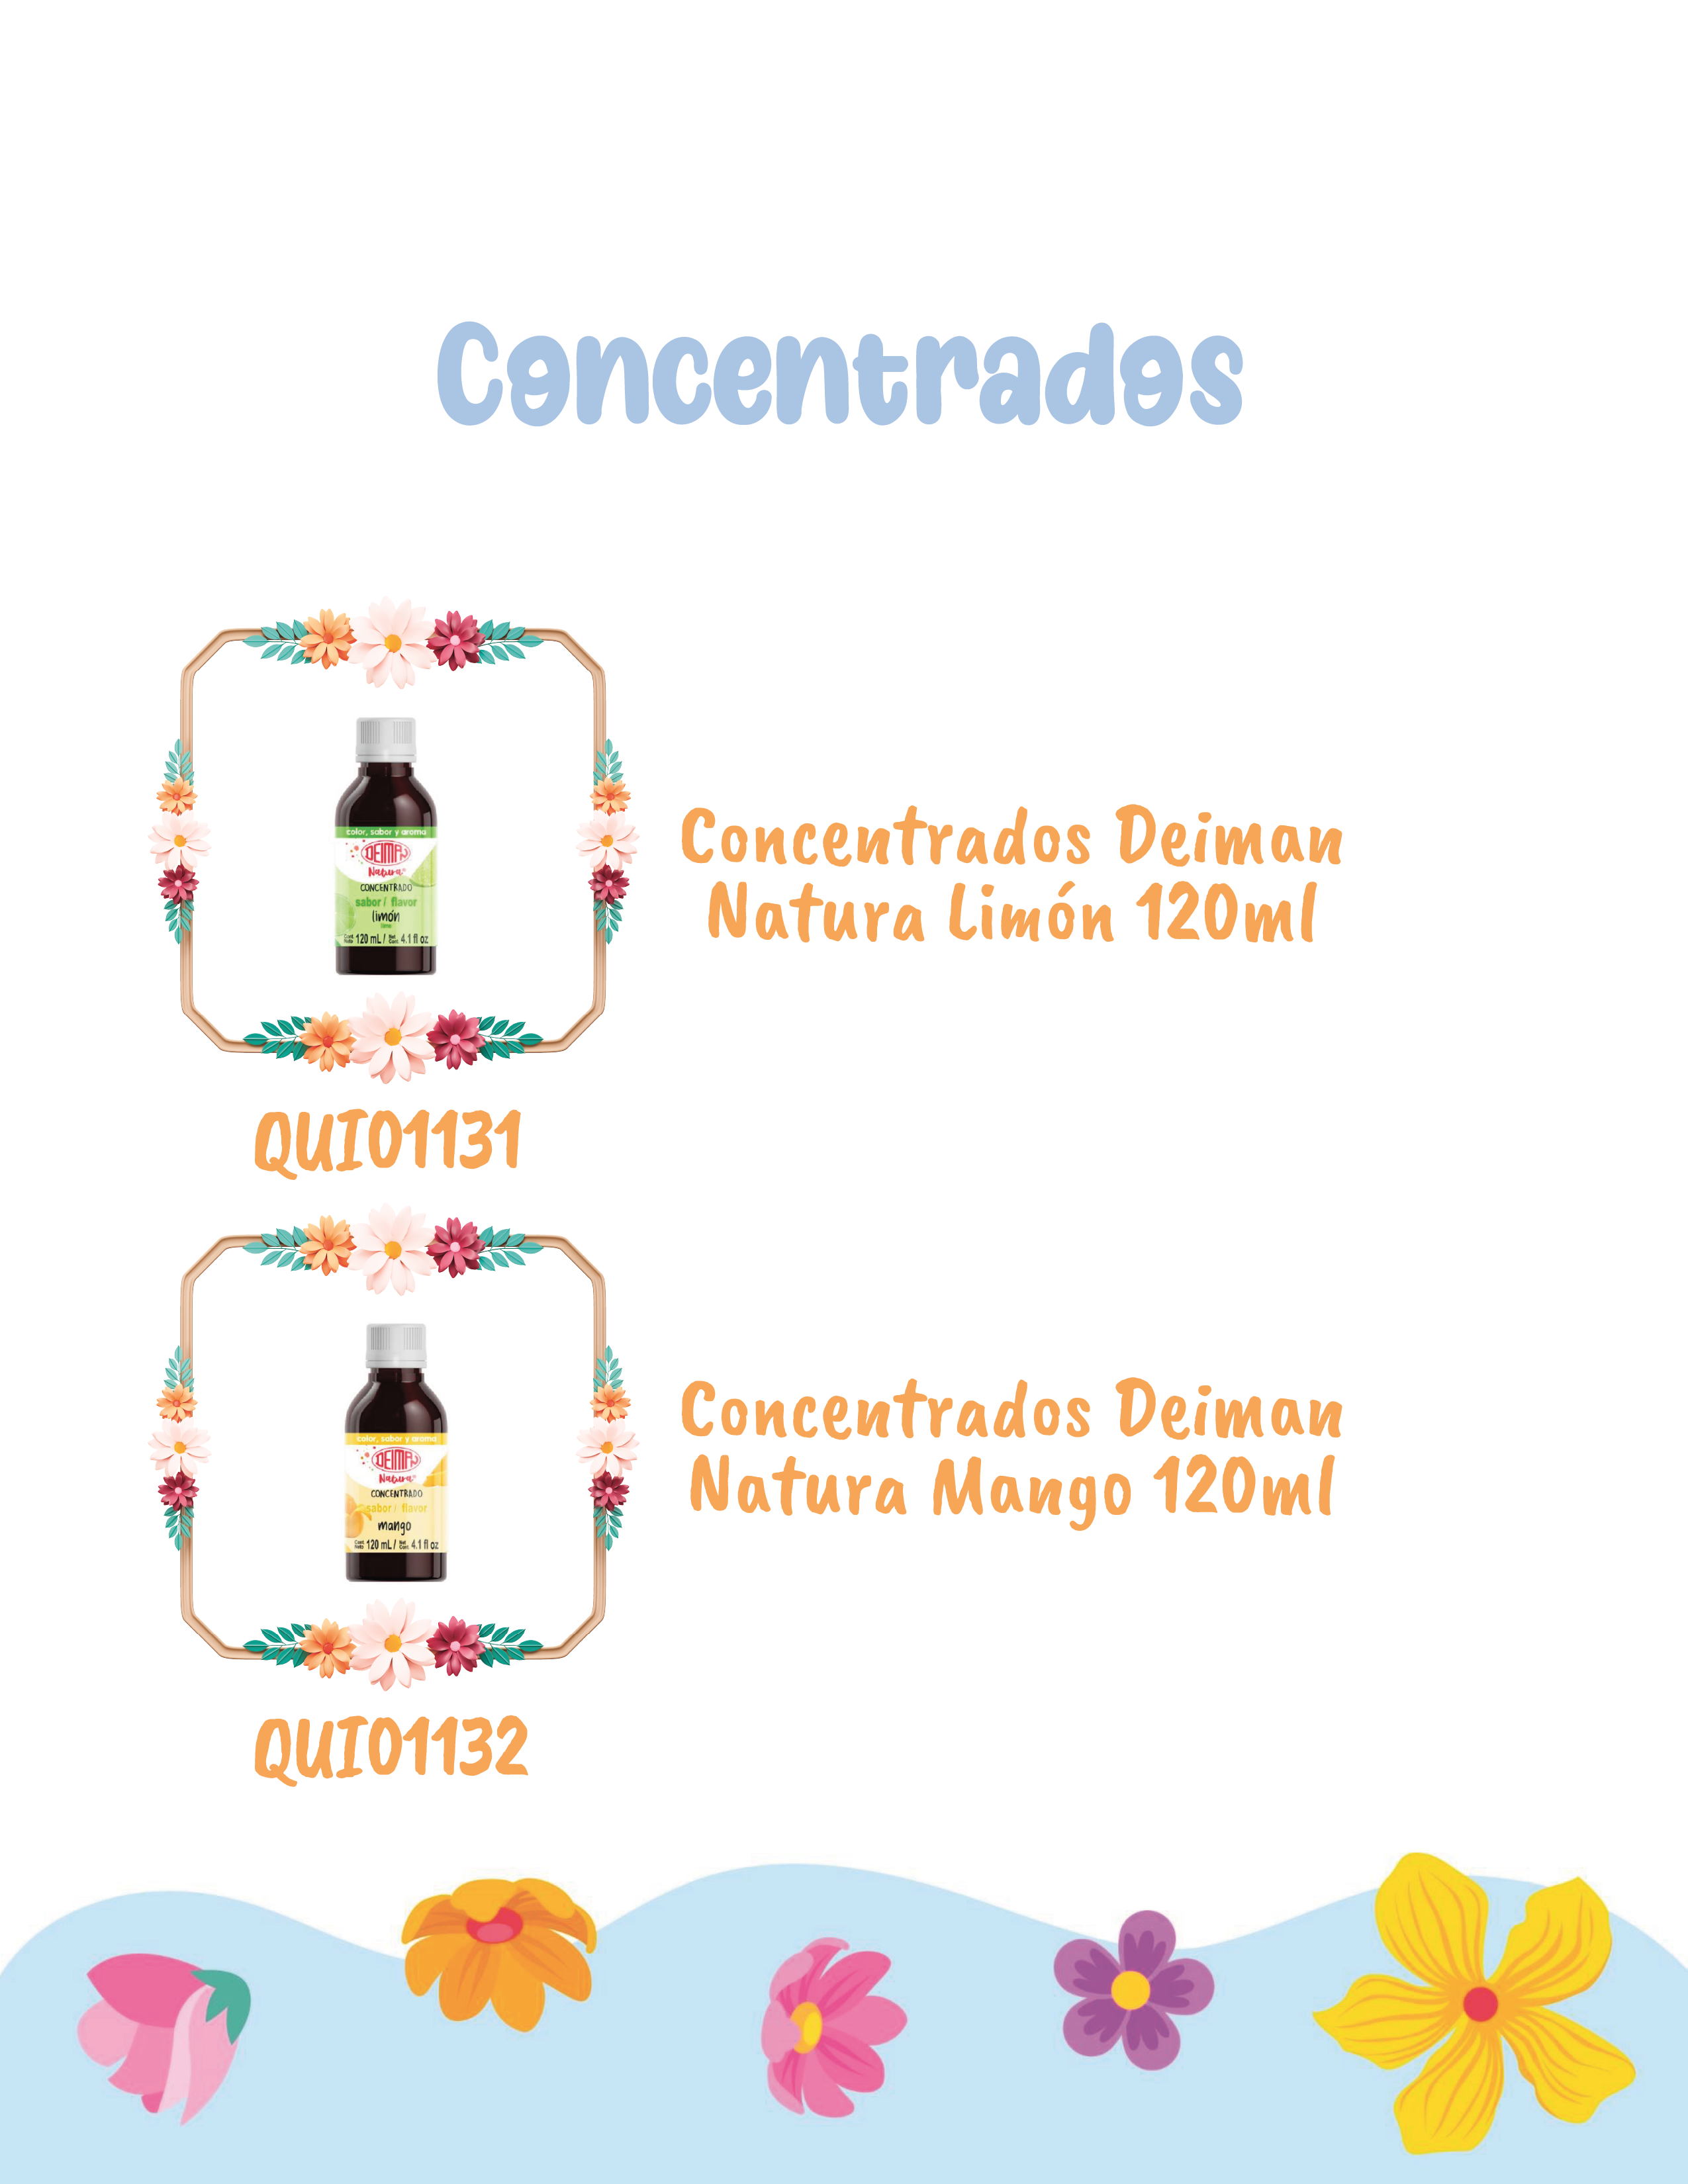 Concentrados
color, sabor y aroma
DEIMAN
Natura
CONCENTRADO
sabor / flavor
limón
lime
Cont. Neto 120 mL / Net Cont. 4.1 fl oz
Concentrados Deiman
Natura Limón 120ml
QUI01131
color, sabor y aroma
DEIMAN
Natura
CONCENTRADO
sabor / flavor
mango
Cont. Neto 120 mL / Net Cont. 4.1 fl oz
Concentrados Deiman
Natura Mango 120ml
QUI01132